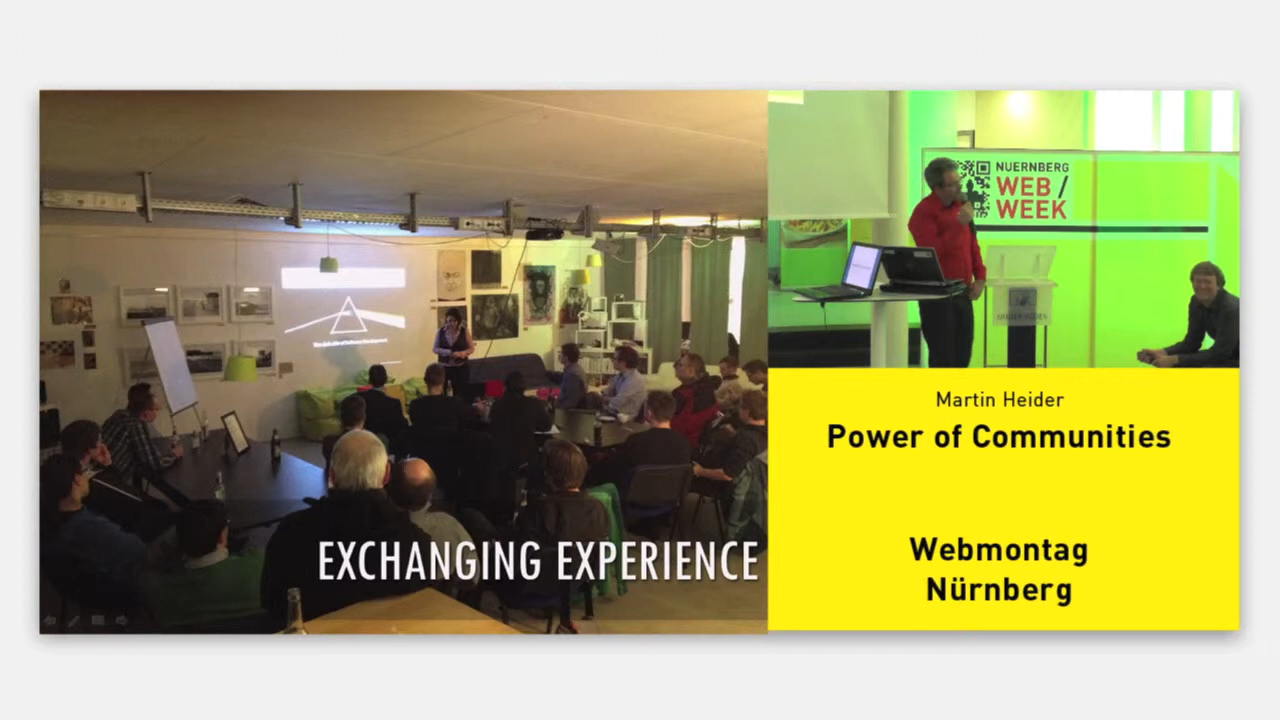 EXCHANGING EXPERIENCE
NUERNBERG
WEB /
WEEK
Martin Heider
Power of Communities
Webmontag
Nürnberg